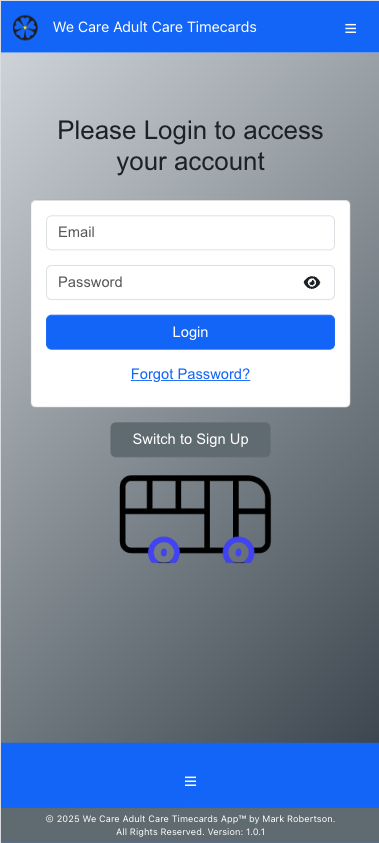 We Care Adult Care Timecards
Please Login to access
your account
Email
Password
Login
Forgot Password?
Switch to Sign Up
© 2025 We Care Adult Care Timecards App™ by Mark Robertson.
All Rights Reserved. Version: 1.0.1